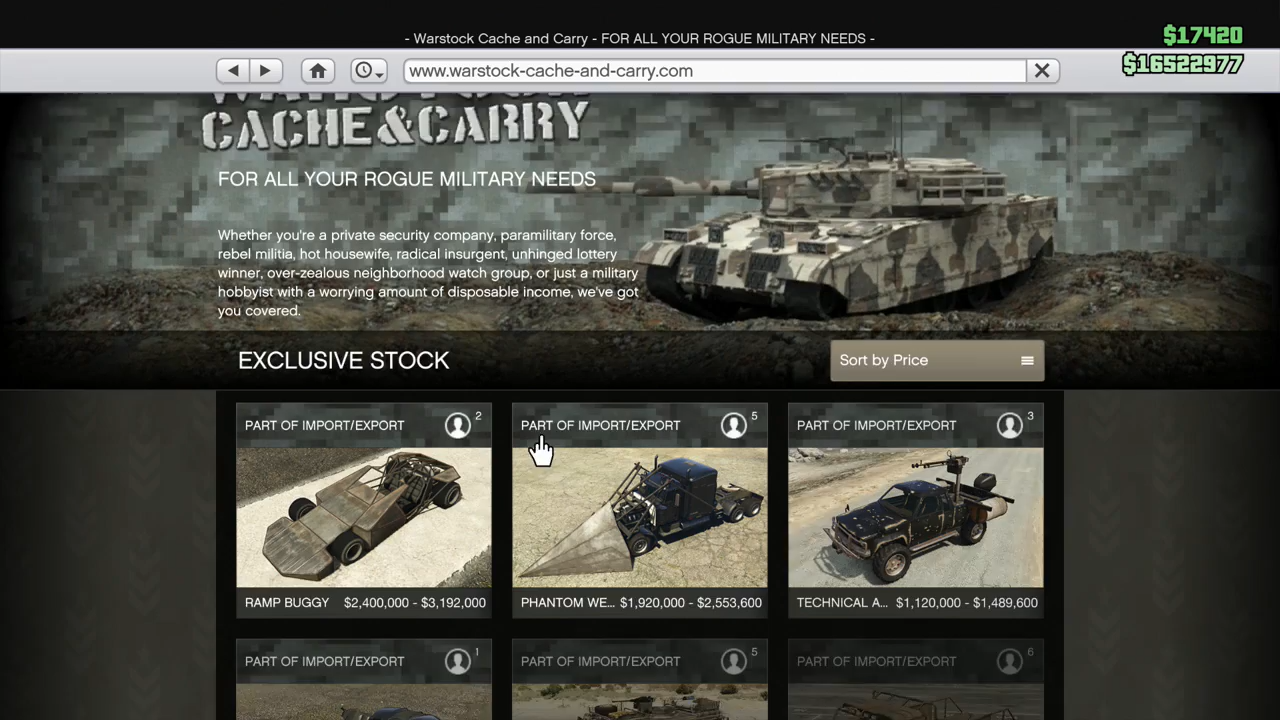 - Warstock Cache and Carry - FOR ALL YOUR ROGUE MILITARY NEEDS -
$17420
$16522977
www.warstock-cache-and-carry.com
CACHE&CARRY
FOR ALL YOUR ROGUE MILITARY NEEDS
Whether you're a private security company, paramilitary force,
rebel militia, hot housewife, radical insurgent, unhinged lottery
winner, over-zealous neighborhood watch group, or just a military
hobbyist with a worrying amount of disposable income, we've got
you covered.
EXCLUSIVE STOCK
Sort by Price
PART OF IMPORT/EXPORT 2
PART OF IMPORT/EXPORT 5
PART OF IMPORT/EXPORT 3
RAMP BUGGY $2,400,000 - $3,192,000
PHANTOM WE... $1,920,000 - $2,553,600
TECHNICAL A... $1,120,000 - $1,489,600
PART OF IMPORT/EXPORT 1
PART OF IMPORT/EXPORT 5
PART OF IMPORT/EXPORT 6